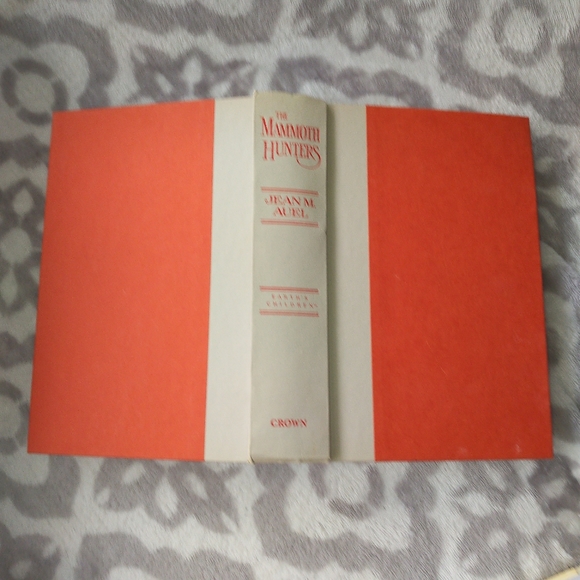 THE
MAMMOTH
HUNTERS
JEAN M.
AUEL
EARTH'S
CHILDREN
CROWN